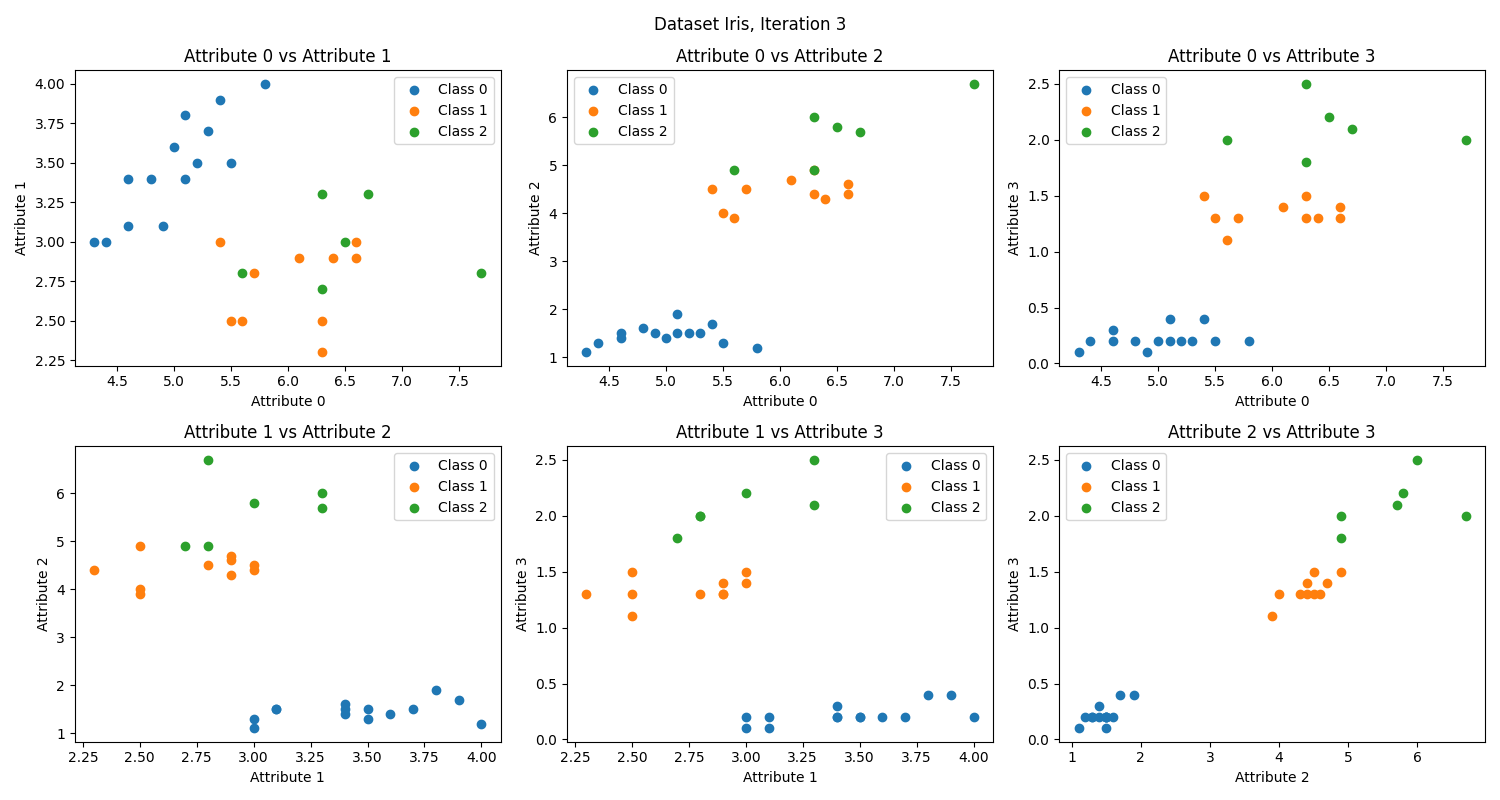 Dataset Iris, Iteration 3
Attribute 0 vs Attribute 1
4.00
3.75
3.50
3.25
3.00
2.75
2.50
2.25
Attribute 1
4.5 5.0 5.5 6.0 6.5 7.0 7.5
Attribute 0
Class 0
Class 1
Class 2
Attribute 0 vs Attribute 2
6
5
4
3
2
1
Attribute 2
4.5 5.0 5.5 6.0 6.5 7.0 7.5
Attribute 0
Class 0
Class 1
Class 2
Attribute 0 vs Attribute 3
2.5
2.0
1.5
1.0
0.5
0.0
Attribute 3
4.5 5.0 5.5 6.0 6.5 7.0 7.5
Attribute 0
Class 0
Class 1
Class 2
Attribute 1 vs Attribute 2
6
5
4
3
2
1
Attribute 2
2.25 2.50 2.75 3.00 3.25 3.50 3.75 4.00
Attribute 1
Class 0
Class 1
Class 2
Attribute 1 vs Attribute 3
2.5
2.0
1.5
1.0
0.5
0.0
Attribute 3
2.25 2.50 2.75 3.00 3.25 3.50 3.75 4.00
Attribute 1
Class 0
Class 1
Class 2
Attribute 2 vs Attribute 3
2.5
2.0
1.5
1.0
0.5
0.0
Attribute 3
1 2 3 4 5 6
Attribute 2
Class 0
Class 1
Class 2